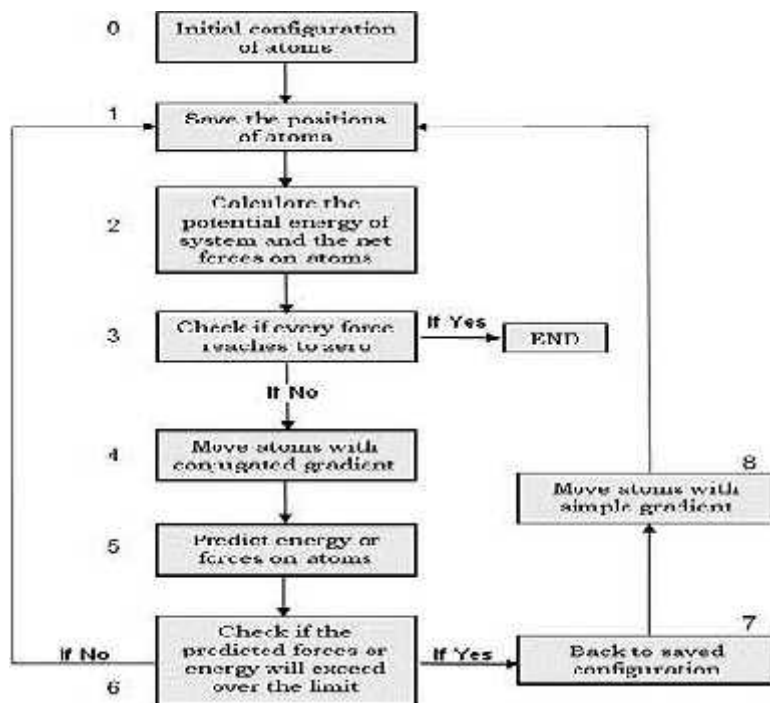 0
Initial configuration
of atoms
1
Save the positions
of atoms
2
Calculate the
potential energy of
system and the net
forces on atoms
3
Check if every force
reaches to zero
If Yes
END
If No
4
Move atoms with
conjugated gradient
8
Move atoms with
simple gradient
5
Predict energy or
forces on atoms
6
Check if the
predicted forces or
energy will exceed
over the limit
If No
If Yes
7
Back to saved
configuration